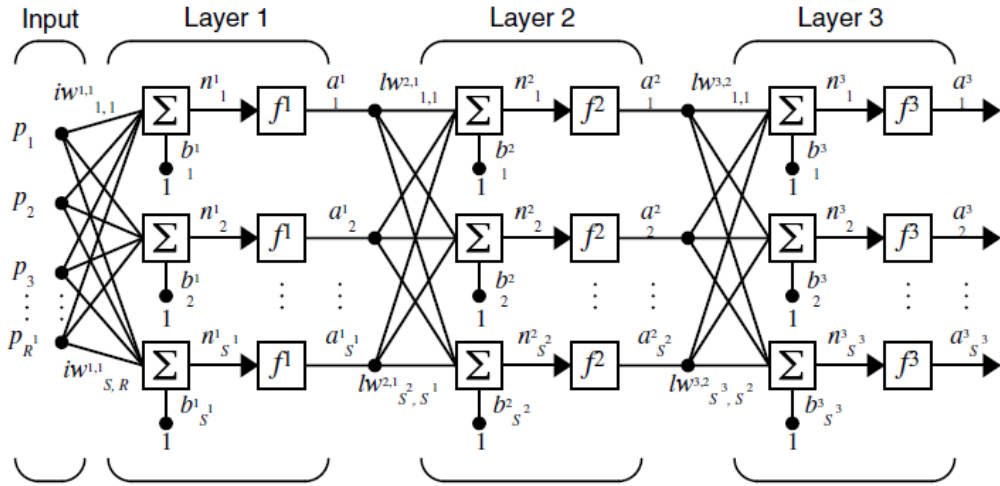 Input Layer 1 Layer 2 Layer 3
iw¹,¹ 1, 1 n¹ 1 a¹ 1 lw²,¹ 1,1 n² 1 a² 1 lw³,² 1,1 n³ 1 a³ 1
Σ f¹ Σ f² Σ f³
p 1
b¹ 1 b² 1 b³ 1
1 1 1
p 2
n¹ 2 a¹ 2 n² 2 a² 2 n³ 2 a³ 2
Σ f¹ Σ f² Σ f³
p 3
b¹ 2 b² 2 b³ 2
1 1 1
p R¹
n¹ S¹ a¹ S¹ n² S² a² S² n³ S³ a³ S³
Σ f¹ Σ f² Σ f³
iw¹,¹ S, R lw²,¹ S², S¹ lw³,² S³, S²
b¹ S¹ b² S² b³ S³
1 1 1